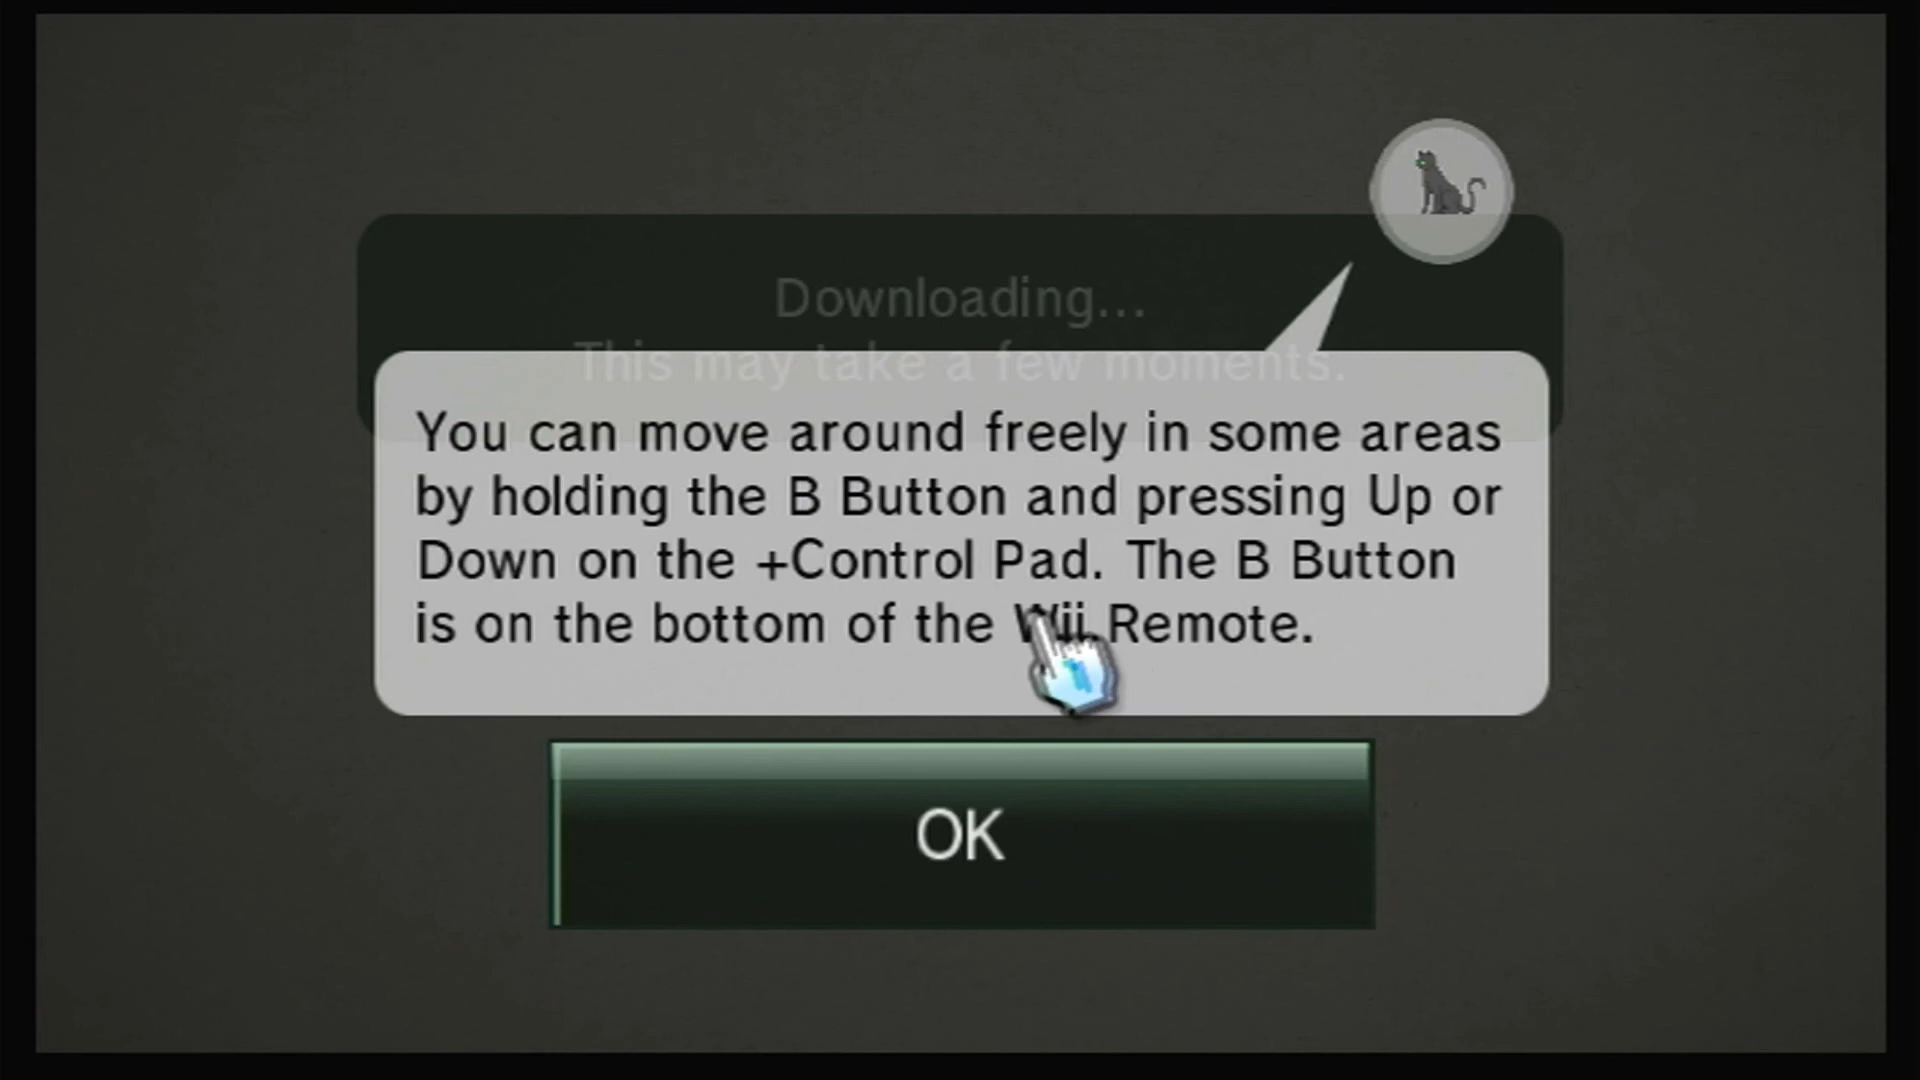 Downloading...
This may take a few moments.
You can move around freely in some areas
by holding the B Button and pressing Up or
Down on the +Control Pad. The B Button
is on the bottom of the Wii Remote.
OK